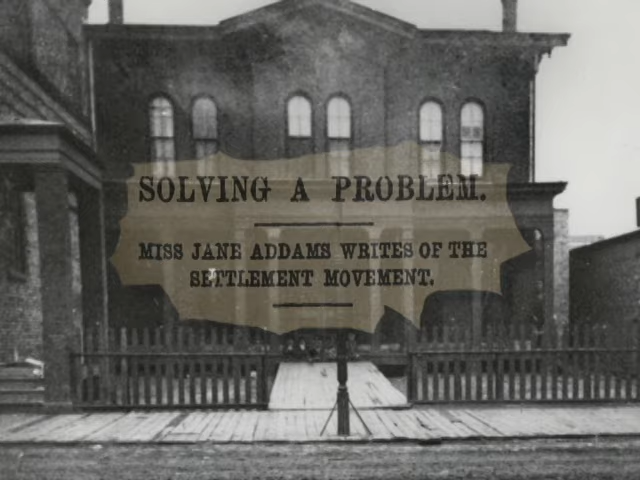 SOLVING A PROBLEM.
MISS JANE ADDAMS WRITES OF THE
SETTLEMENT MOVEMENT.